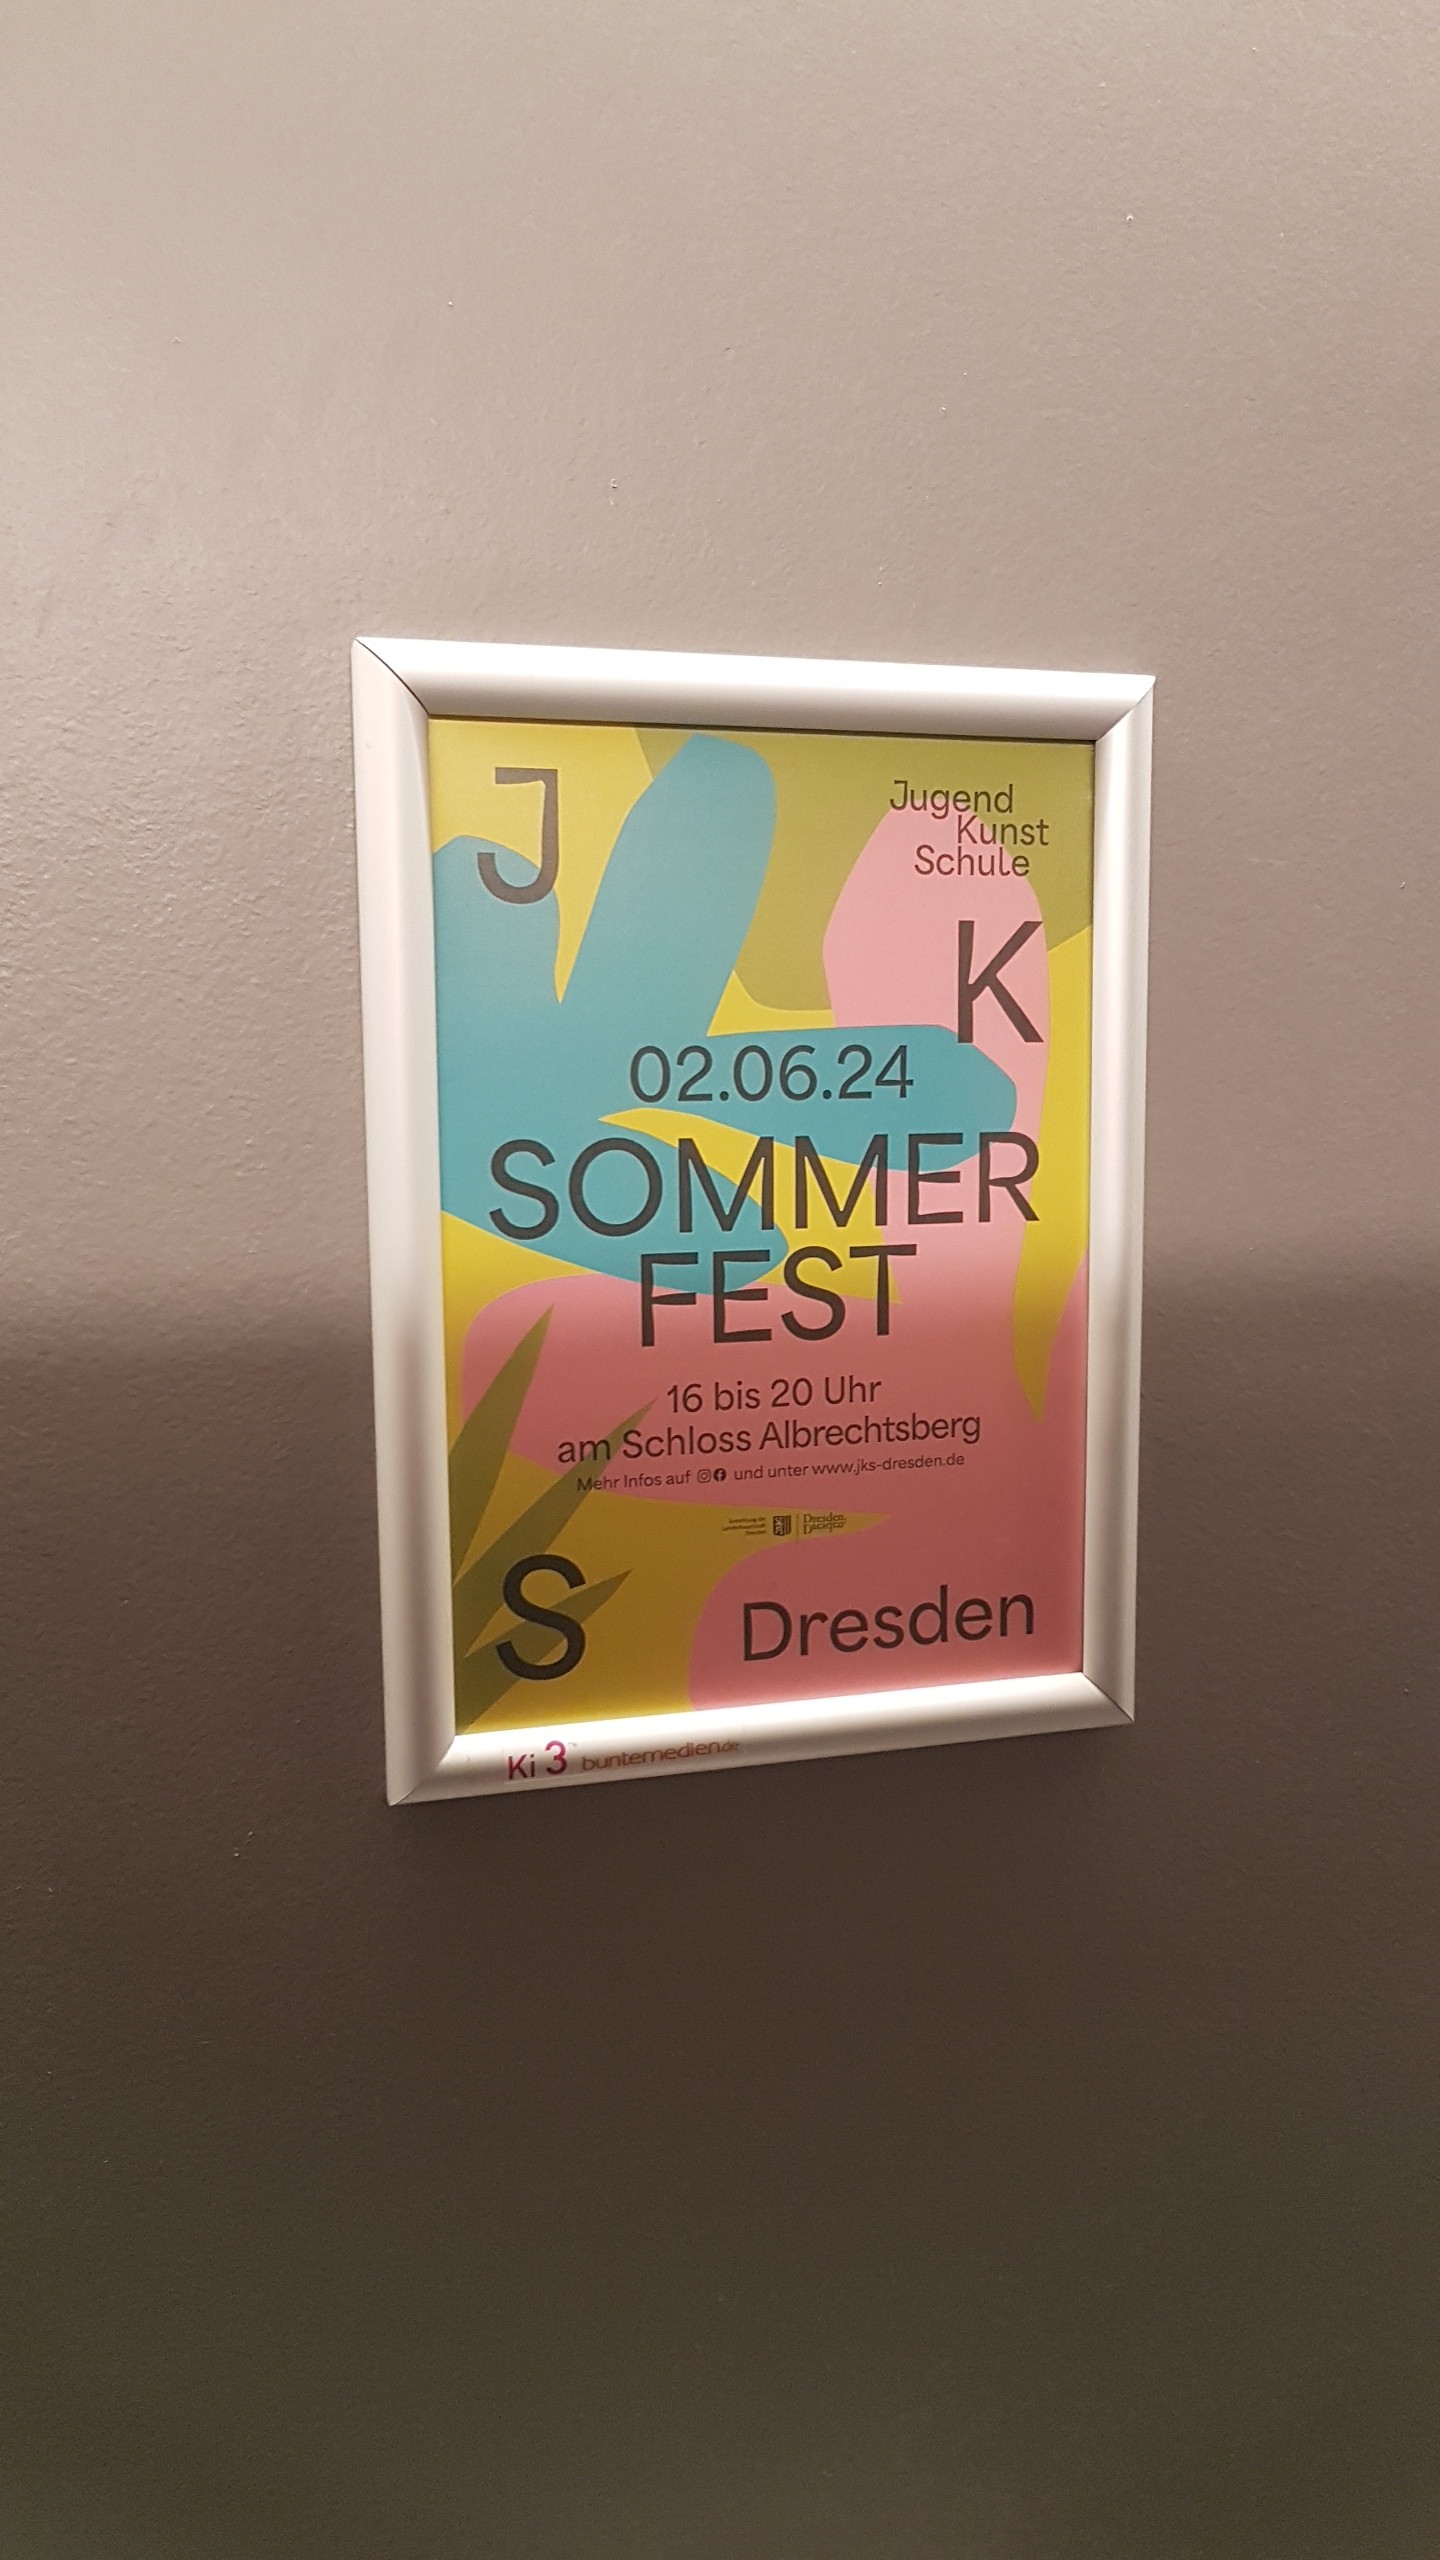 J
Jugend
Kunst
Schule
K
02.06.24
SOMMER
FEST
16 bis 20 Uhr
am Schloss Albrechtsberg
Mehr Infos auf und unter www.jks-dresden.de
Dresden.
S
Dresden
Ki 3 buntemedien.de